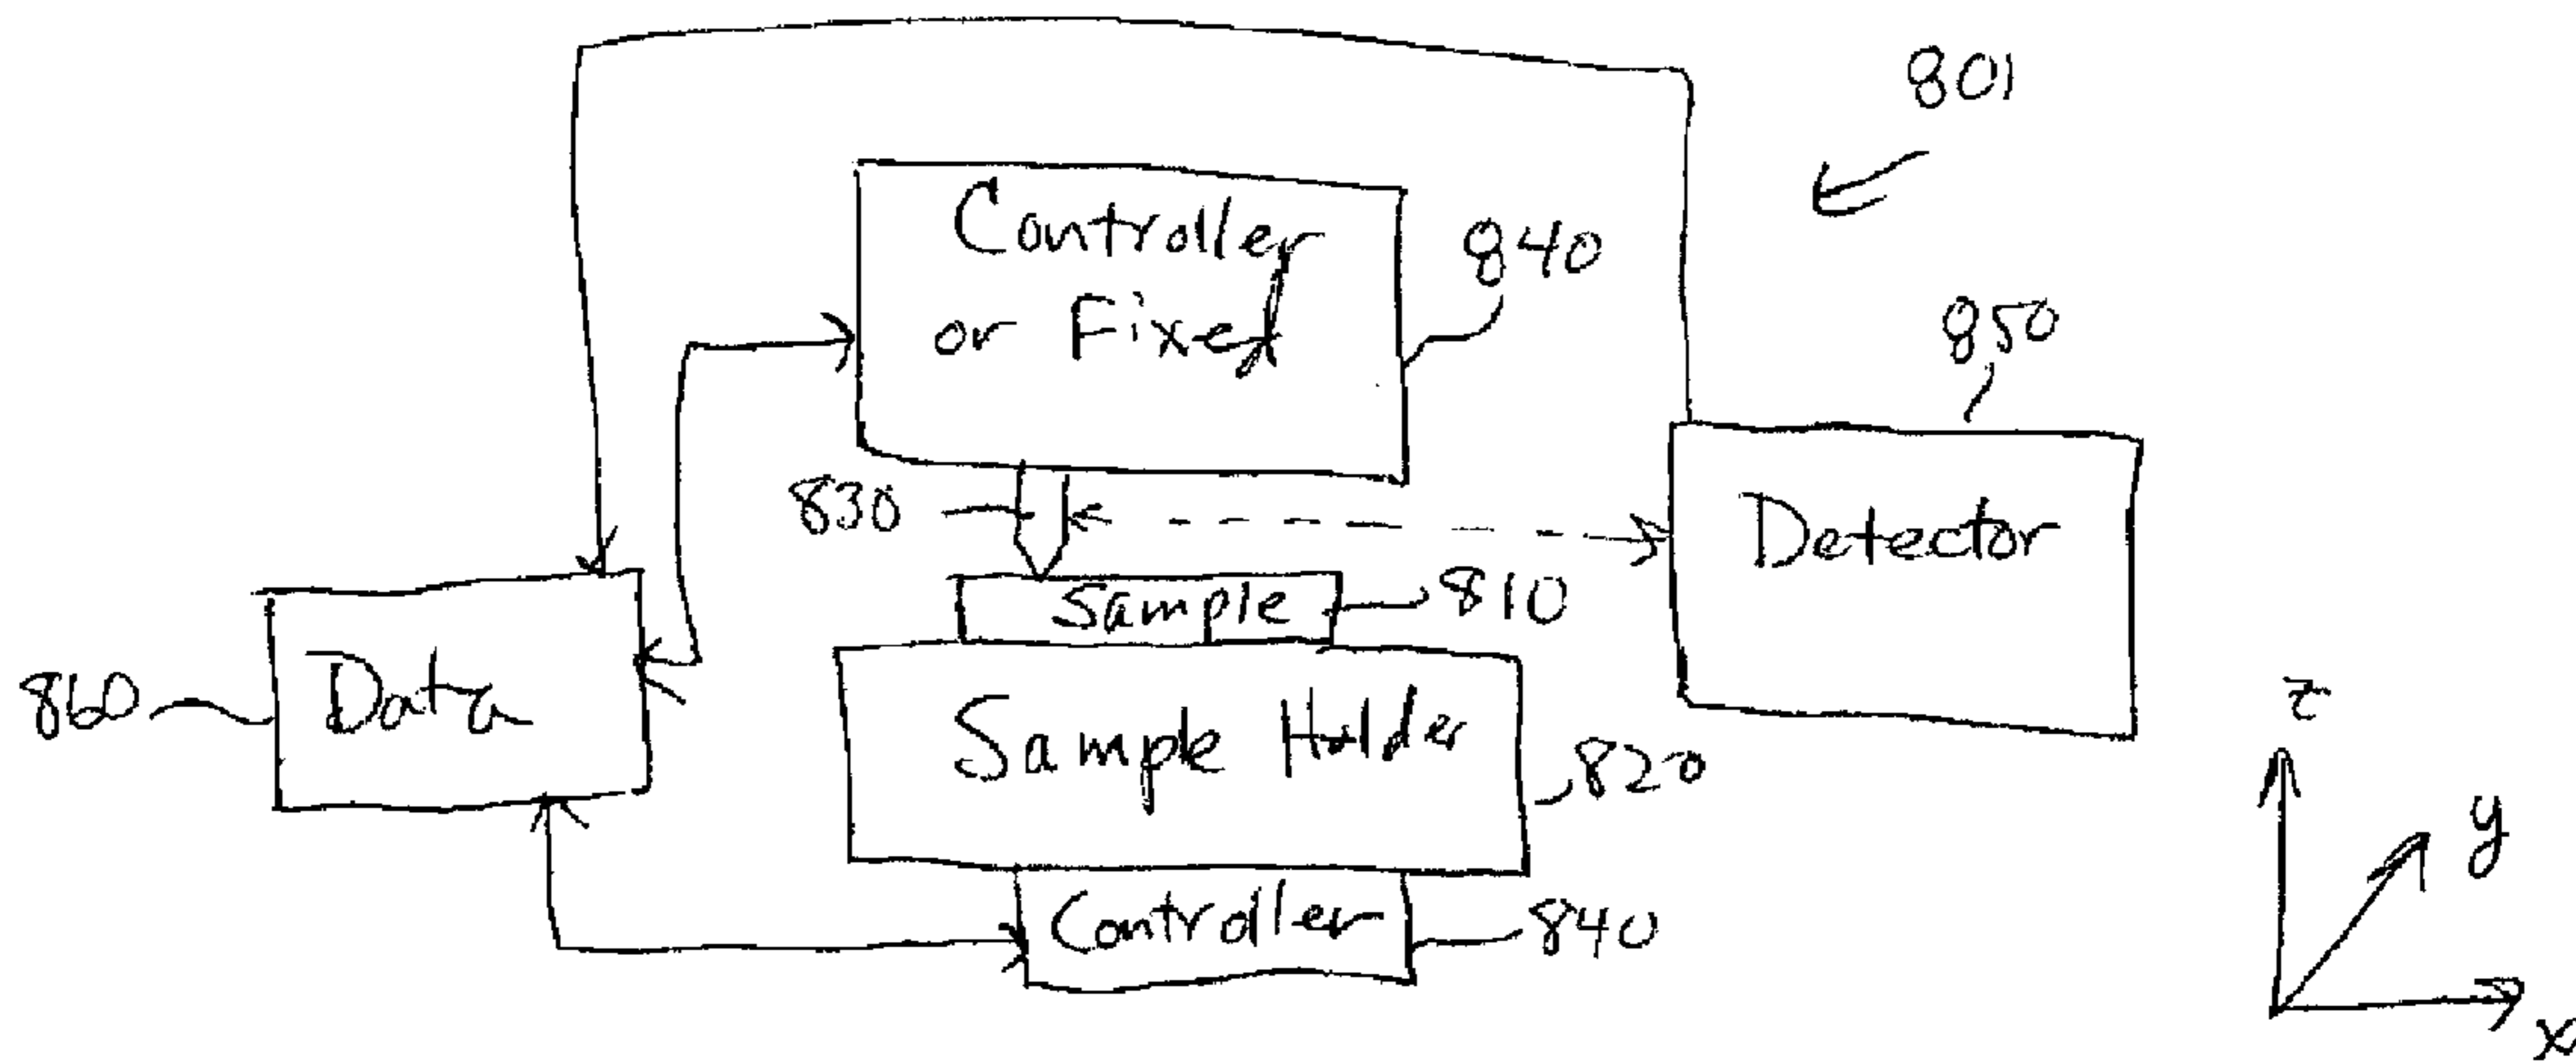 801
Controller
or Fixed
840
850
830
Detector
Sample
810
860
Data
Sample Holder
820
Controller
840
z
y
x